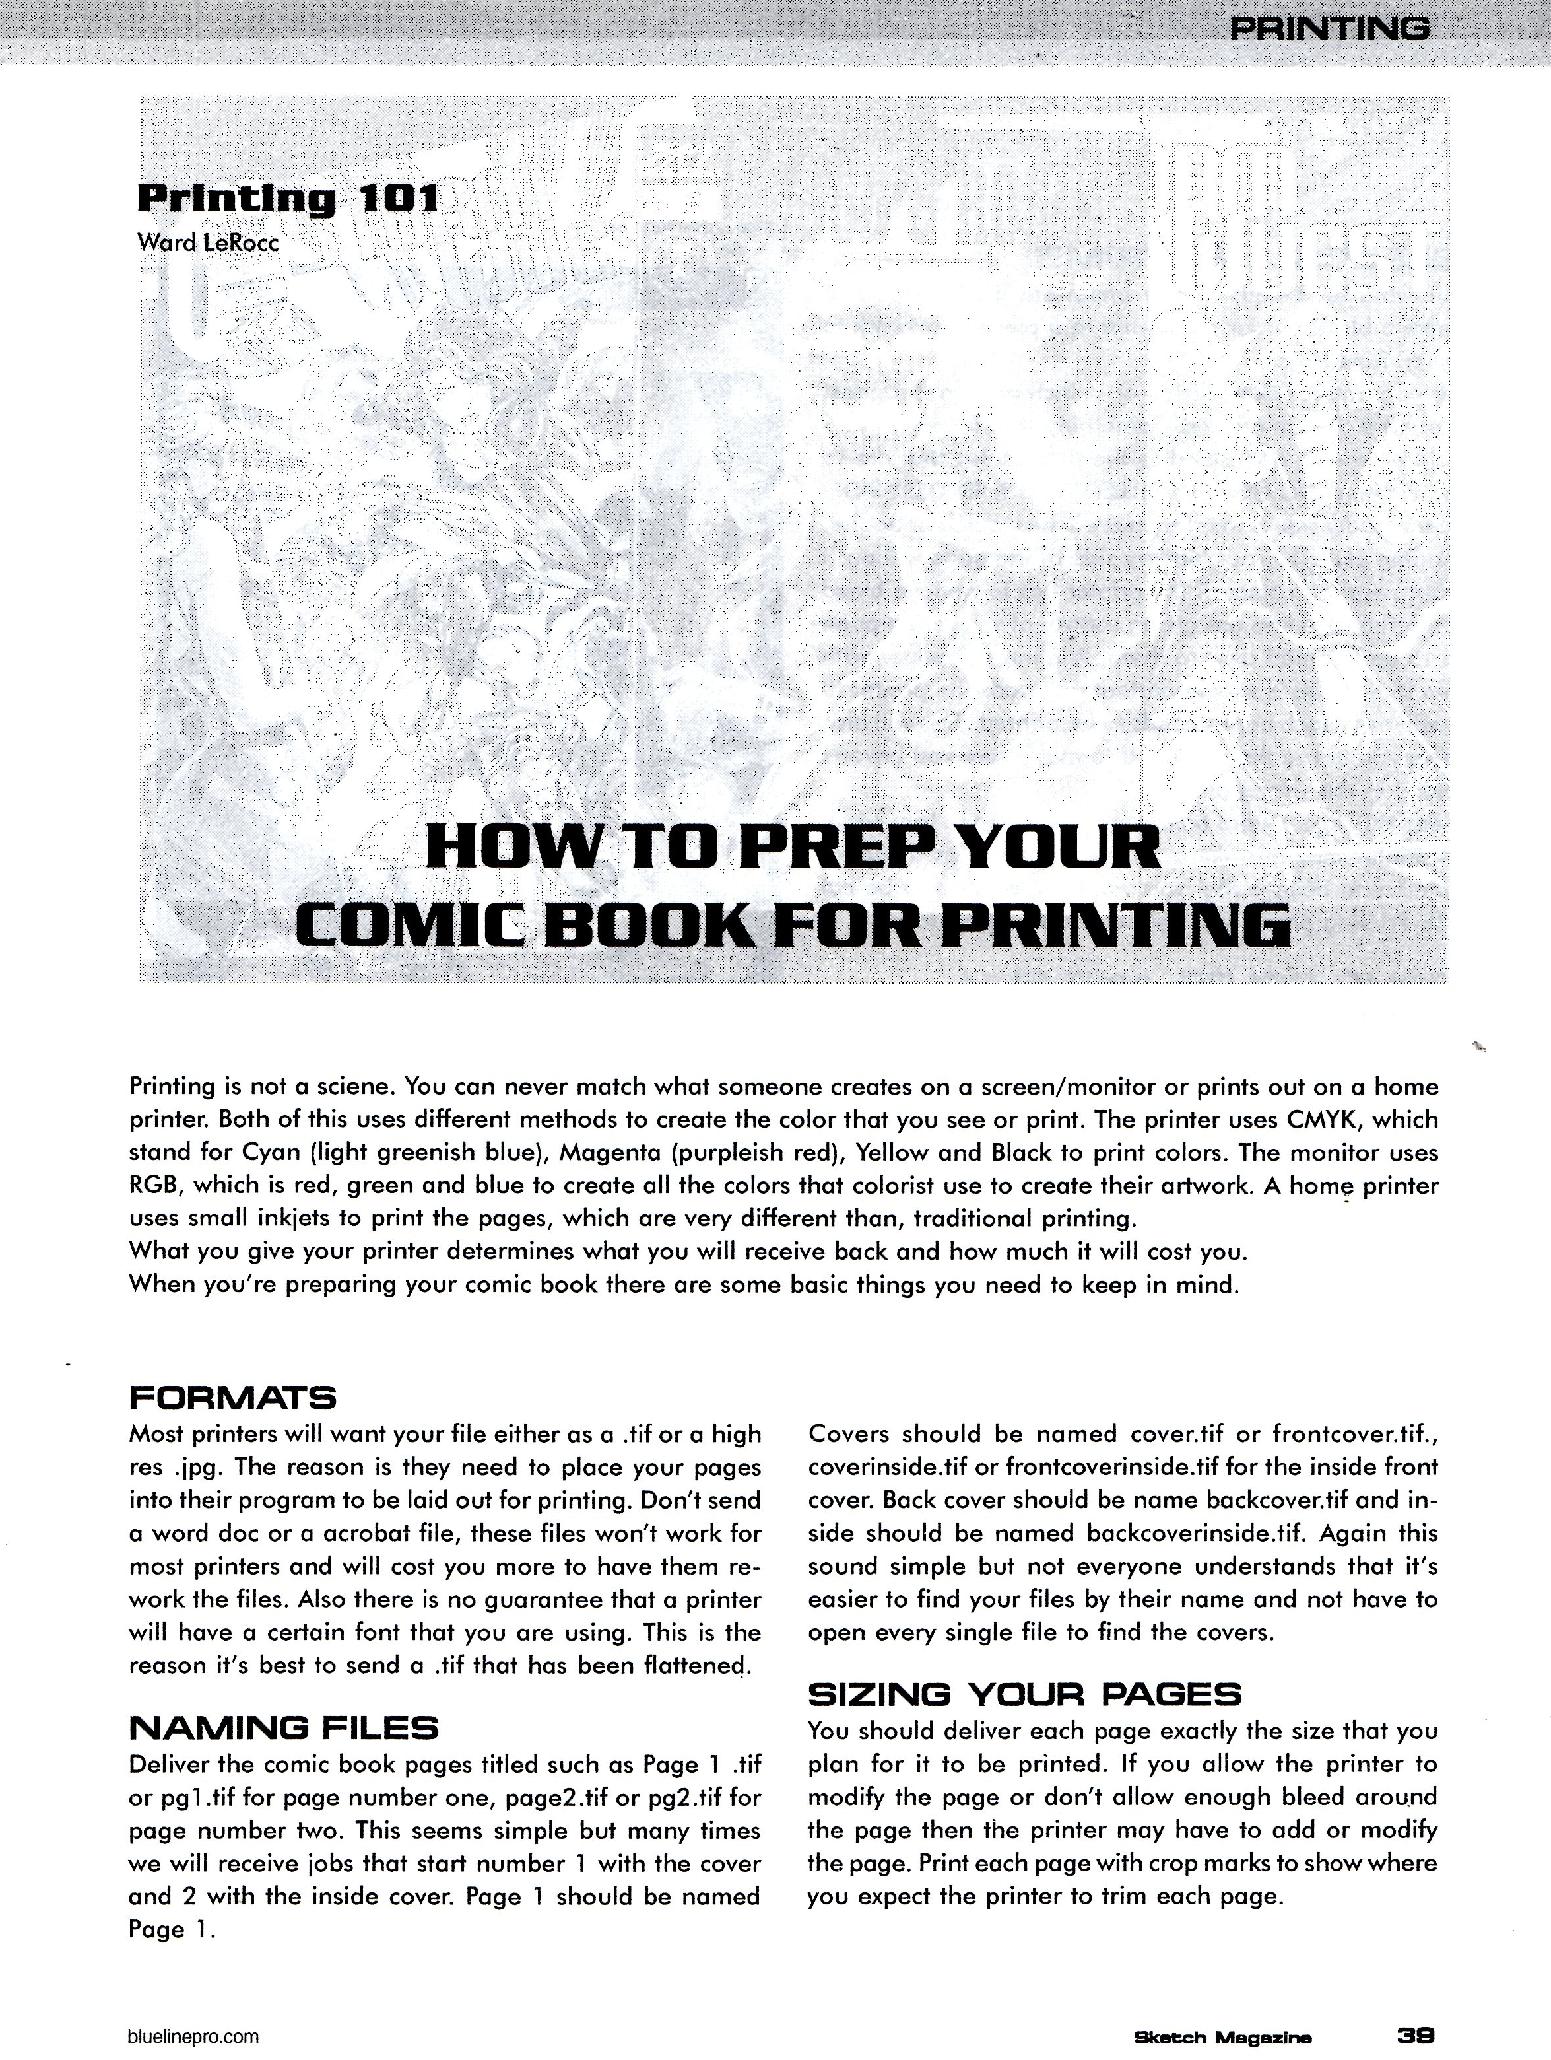 PRINTING
Printing 101
Ward LeRocc
HOW TO PREP YOUR
COMIC BOOK FOR PRINTING
Printing is not a sciene. You can never match what someone creates on a screen/monitor or prints out on a home
printer. Both of this uses different methods to create the color that you see or print. The printer uses CMYK, which
stand for Cyan (light greenish blue), Magenta (purpleish red), Yellow and Black to print colors. The monitor uses
RGB, which is red, green and blue to create all the colors that colorist use to create their artwork. A home printer
uses small inkjets to print the pages, which are very different than, traditional printing.
What you give your printer determines what you will receive back and how much it will cost you.
When you're preparing your comic book there are some basic things you need to keep in mind.
FORMATS
Most printers will want your file either as a .tif or a high
res .jpg. The reason is they need to place your pages
into their program to be laid out for printing. Don't send
a word doc or a acrobat file, these files won't work for
most printers and will cost you more to have them re-
work the files. Also there is no guarantee that a printer
will have a certain font that you are using. This is the
reason it's best to send a .tif that has been flattened.
NAMING FILES
Deliver the comic book pages titled such as Page 1 .tif
or pg1.tif for page number one, page2.tif or pg2.tif for
page number two. This seems simple but many times
we will receive jobs that start number 1 with the cover
and 2 with the inside cover. Page 1 should be named
Page 1.
Covers should be named cover.tif or frontcover.tif.,
coverinside.tif or frontcoverinside.tif for the inside front
cover. Back cover should be name backcover.tif and in-
side should be named backcoverinside.tif. Again this
sound simple but not everyone understands that it's
easier to find your files by their name and not have to
open every single file to find the covers.
SIZING YOUR PAGES
You should deliver each page exactly the size that you
plan for it to be printed. If you allow the printer to
modify the page or don't allow enough bleed around
the page then the printer may have to add or modify
the page. Print each page with crop marks to show where
you expect the printer to trim each page.
bluelinepro.com
Sketch Magazine 39